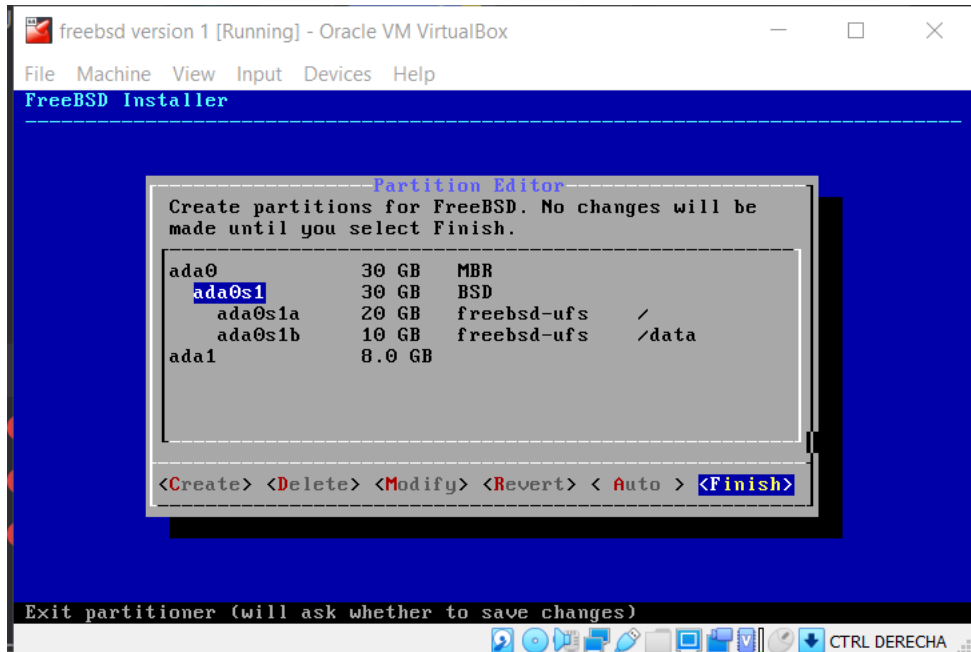 freebsd version 1 [Running] - Oracle VM VirtualBox
File Machine View Input Devices Help
FreeBSD Installer
Partition Editor
Create partitions for FreeBSD. No changes will be
made until you select Finish.
ada0 30 GB MBR
ada0s1 30 GB BSD
ada0s1a 20 GB freebsd-ufs /
ada0s1b 10 GB freebsd-ufs /data
ada1 8.0 GB
<Create> <Delete> <Modify> <Revert> < Auto > <Finish>
Exit partitioner (will ask whether to save changes)
CTRL DERECHA